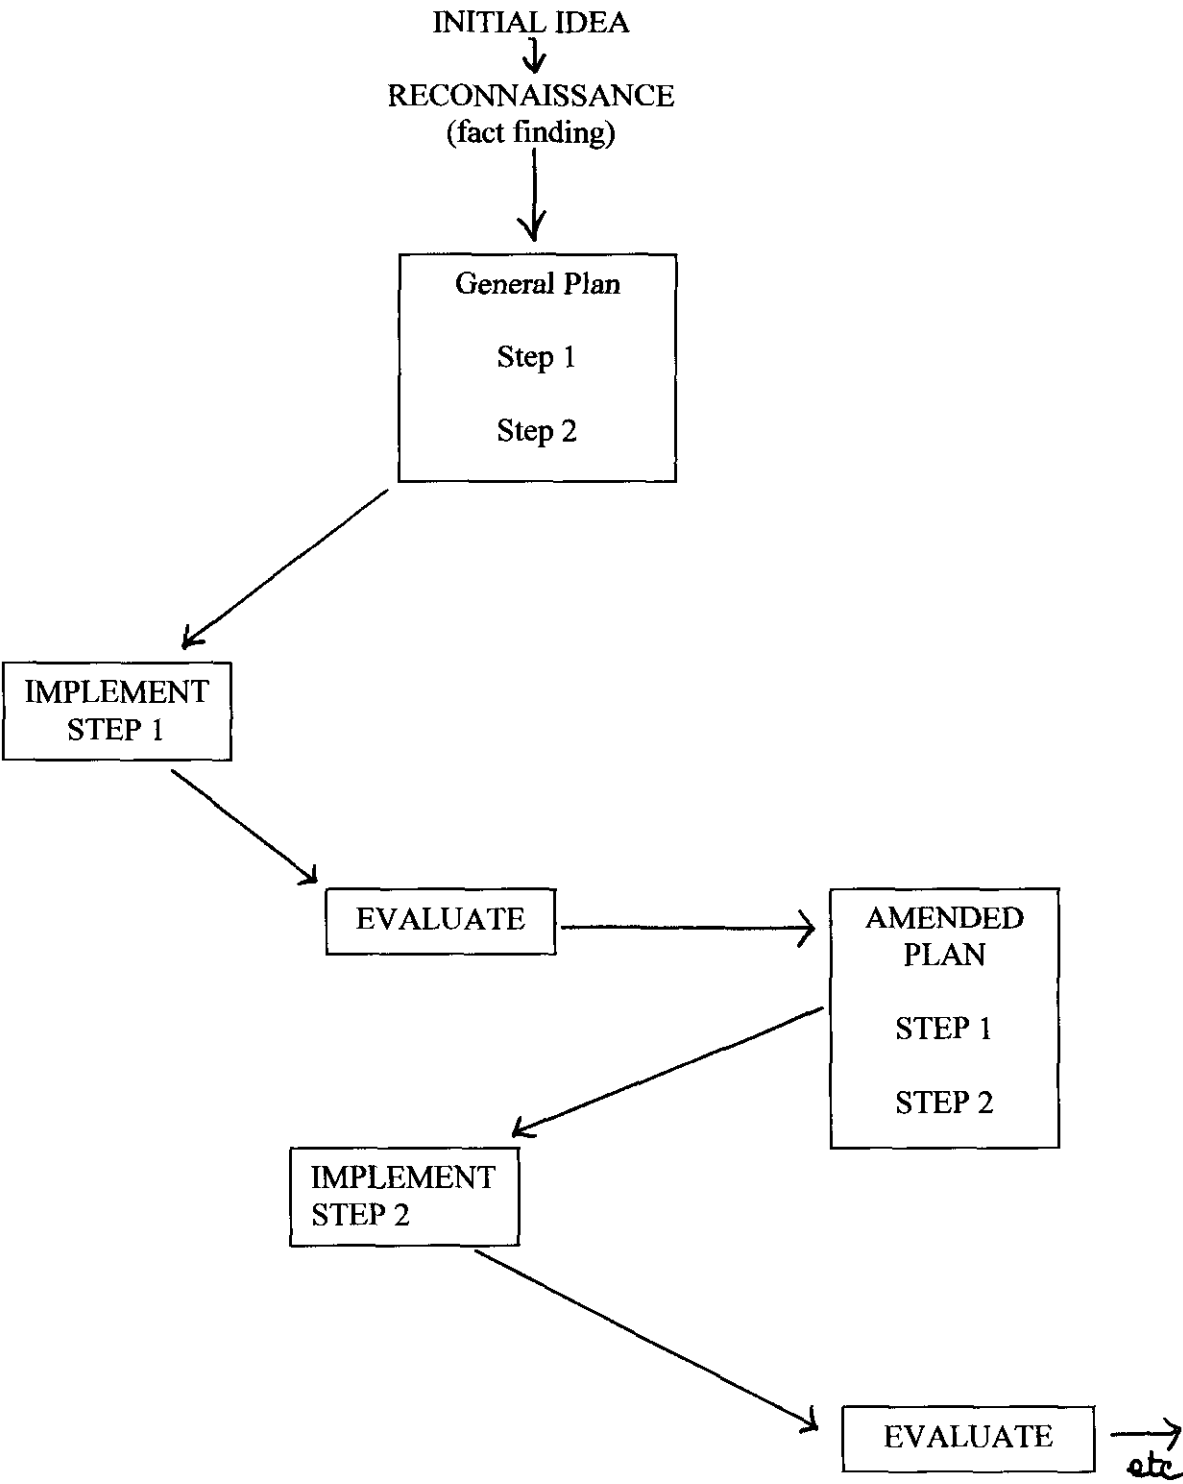 INITIAL IDEA
RECONNAISSANCE
(fact finding)
General Plan
Step 1
Step 2
IMPLEMENT
STEP 1
EVALUATE
AMENDED
PLAN
STEP 1
STEP 2
IMPLEMENT
STEP 2
EVALUATE
etc